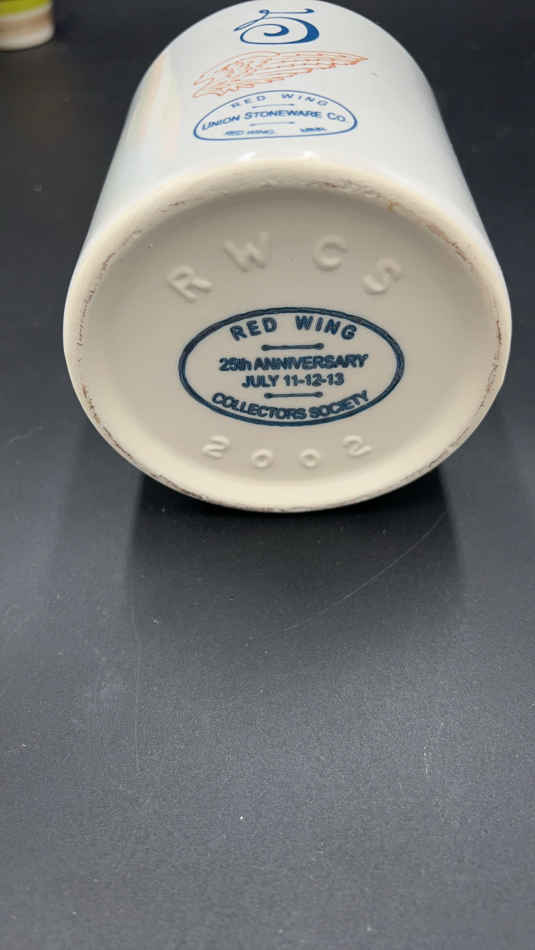 5
RED WING
UNION STONEWARE CO.
RED WING, MINN.
RWCS
RED WING
25th ANNIVERSARY
JULY 11-12-13
COLLECTORS SOCIETY
2002